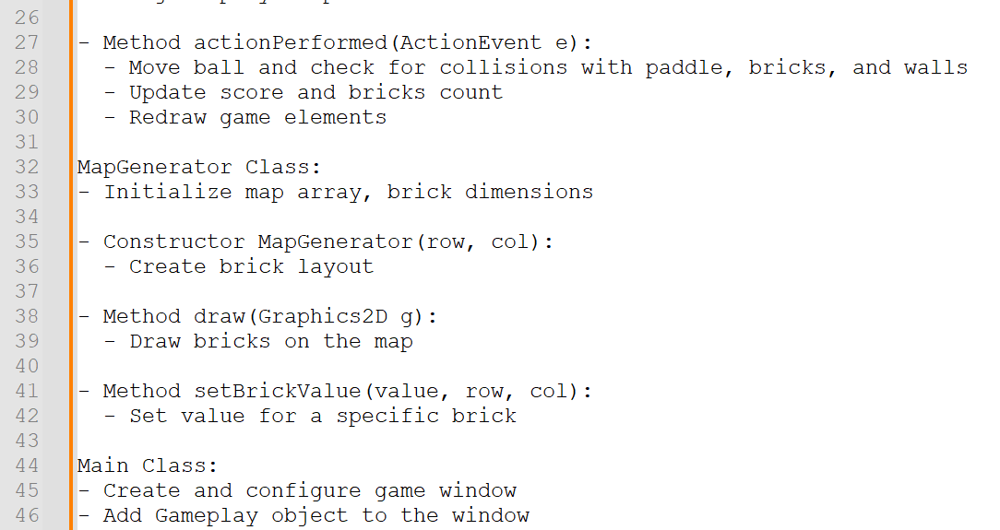 26
27 - Method actionPerformed(ActionEvent e):
28 - Move ball and check for collisions with paddle, bricks, and walls
29 - Update score and bricks count
30 - Redraw game elements
31
32 MapGenerator Class:
33 - Initialize map array, brick dimensions
34
35 - Constructor MapGenerator(row, col):
36 - Create brick layout
37
38 - Method draw(Graphics2D g):
39 - Draw bricks on the map
40
41 - Method setBrickValue(value, row, col):
42 - Set value for a specific brick
43
44 Main Class:
45 - Create and configure game window
46 - Add Gameplay object to the window